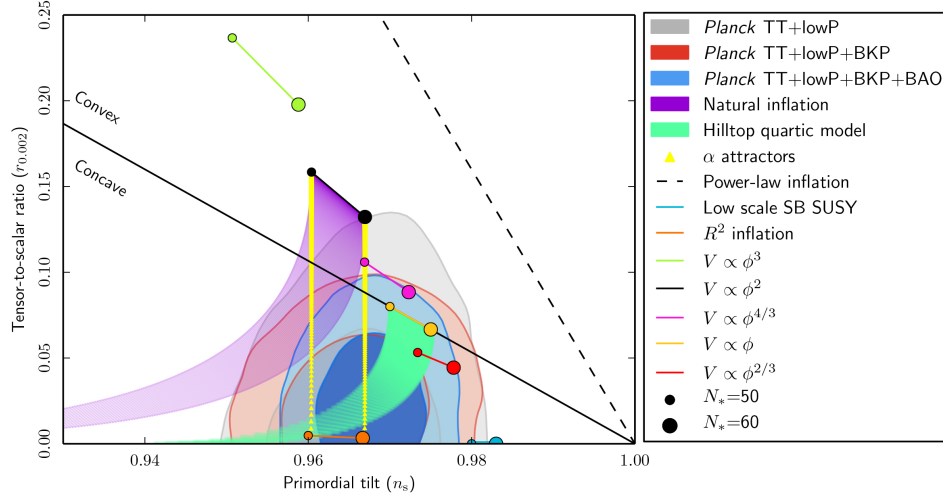 0.25
0.20
0.15
0.10
0.05
0.00
Tensor-to-scalar ratio (r₀.₀₀₂)
Convex
Concave
0.94
0.96
0.98
1.00
Primordial tilt (nₛ)
Planck TT+lowP
Planck TT+lowP+BKP
Planck TT+lowP+BKP+BAO
Natural inflation
Hilltop quartic model
α attractors
Power-law inflation
Low scale SB SUSY
R² inflation
V ∝ ϕ³
V ∝ ϕ²
V ∝ ϕ⁴/³
V ∝ ϕ
V ∝ ϕ²/³
N*=50
N*=60